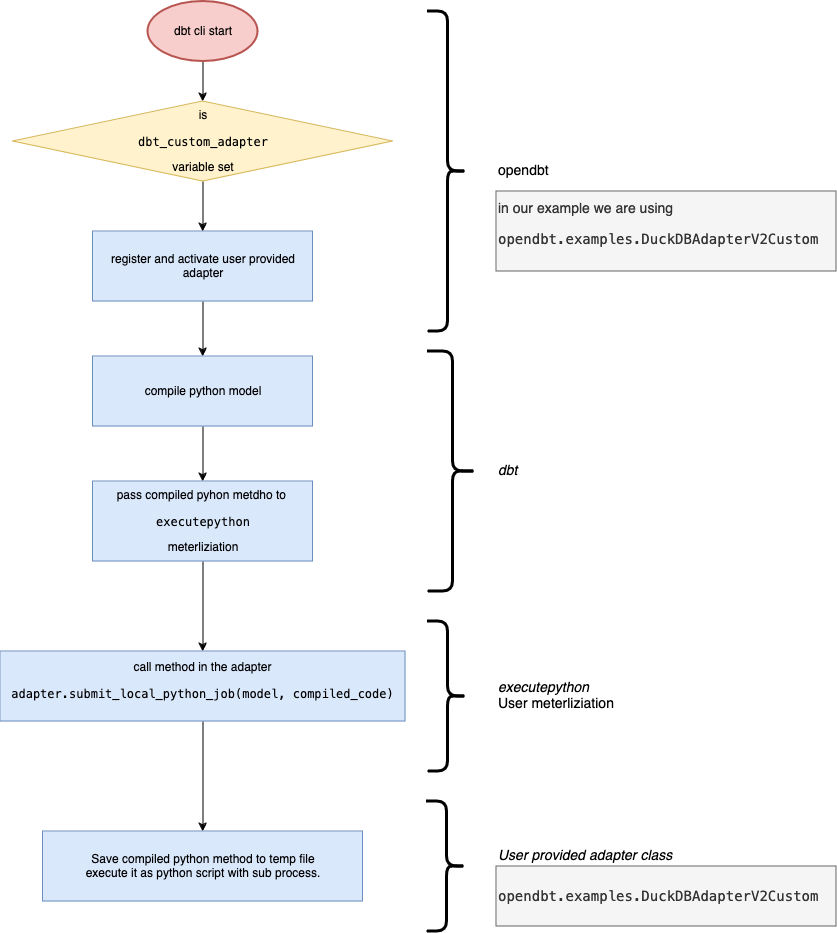 dbt cli start
is
dbt_custom_adapter
variable set
register and activate user provided
adapter
opendbt
in our example we are using
opendbt.examples.DuckDBAdapterV2Custom
compile python model
pass compiled pyhon metdho to
executepython
meterliziation
dbt
call method in the adapter
adapter.submit_local_python_job(model, compiled_code)
executepython
User meterliziation
Save compiled python method to temp file
execute it as python script with sub process.
User provided adapter class
opendbt.examples.DuckDBAdapterV2Custom